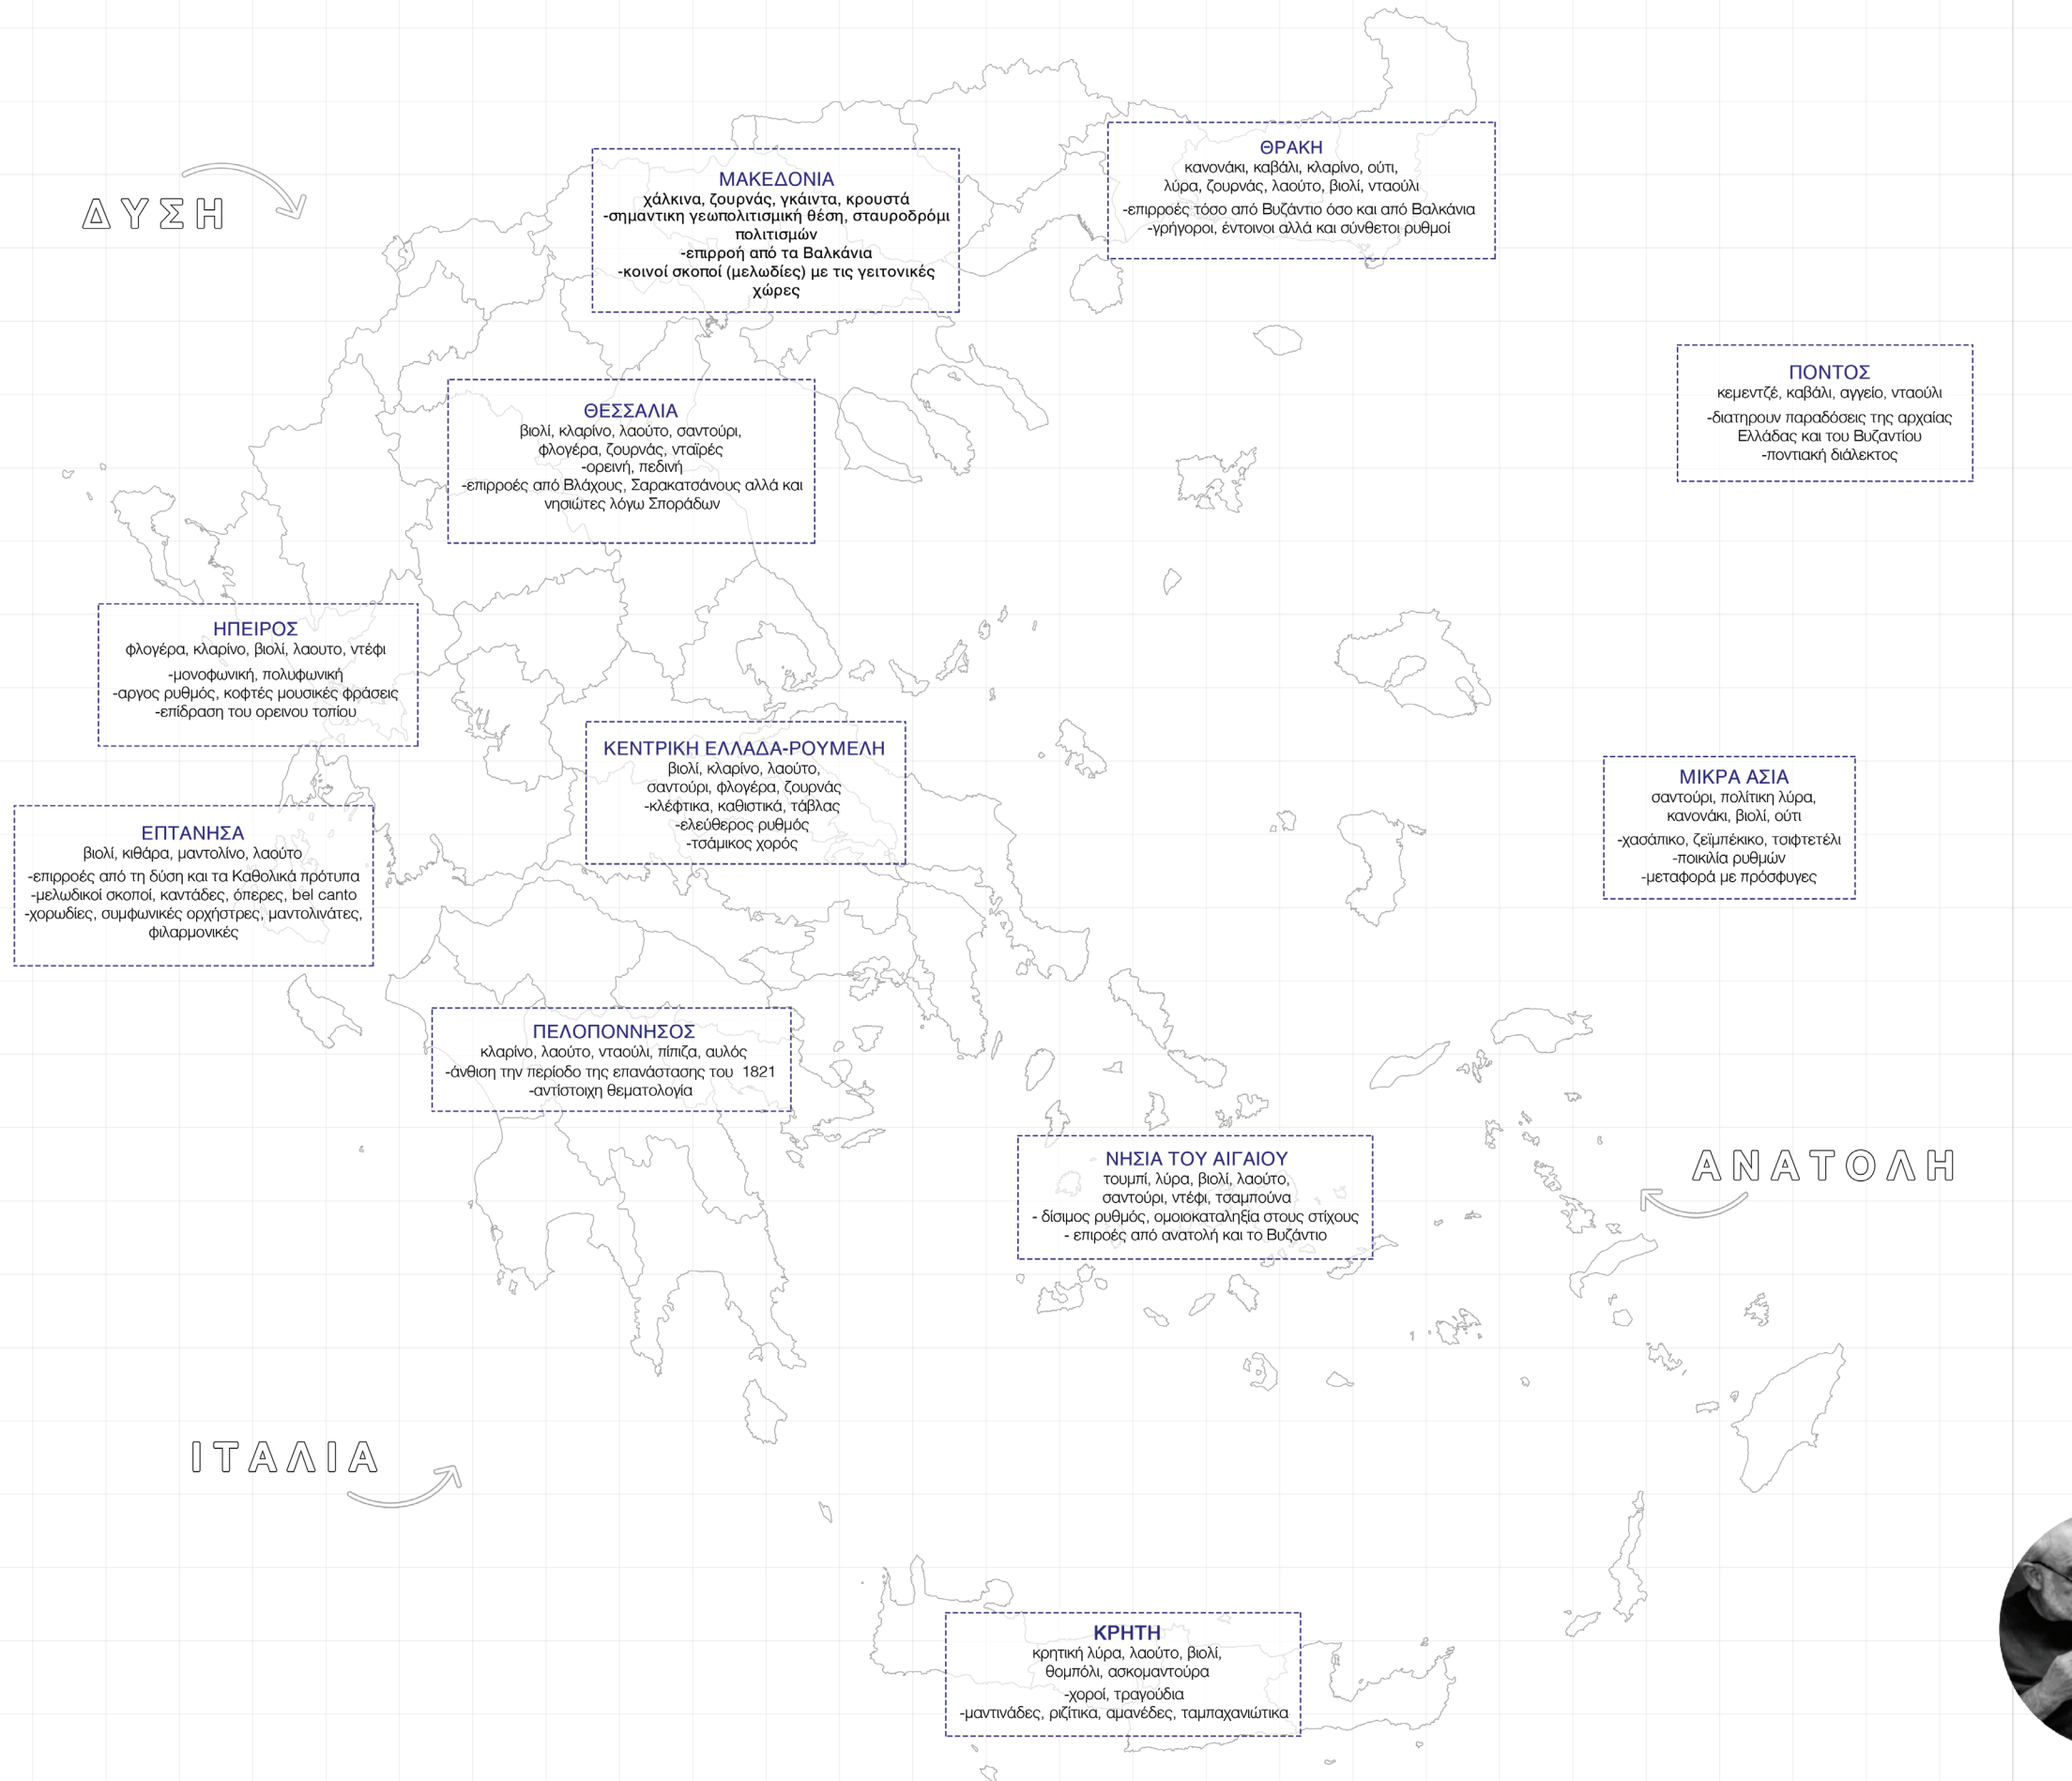 ΔΥΣΗ
ΜΑΚΕΔΟΝΙΑ
χάλκινα, ζουρνάς, γκάιντα, κρουστά
-σημαντικη γεωπολιτισμική θέση, σταυροδρόμι
πολιτισμών
-επιρροή από τα Βαλκάνια
-κοινοί σκοποί (μελωδίες) με τις γειτονικές
χώρες
ΘΡΑΚΗ
κανονάκι, καβάλι, κλαρίνο, ούτι,
λύρα, ζουρνάς, λαούτο, βιολί, νταούλι
-επιρροές τόσο από Βυζάντιο όσο και από Βαλκάνια
-γρήγοροι, έντοινοι αλλά και σύνθετοι ρυθμοί
ΠΟΝΤΟΣ
κεμεντζέ, καβάλι, αγγείο, νταούλι
-διατηρουν παραδόσεις της αρχαίας
Ελλάδας και του Βυζαντίου
-ποντιακή διάλεκτος
ΘΕΣΣΑΛΙΑ
βιολί, κλαρίνο, λαούτο, σαντούρι,
φλογέρα, ζουρνάς, νταϊρές
-ορεινή, πεδινή
-επιρροές από Βλάχους, Σαρακατσάνους αλλά και
νησιώτες λόγω Σποράδων
ΗΠΕΙΡΟΣ
φλογέρα, κλαρίνο, βιολί, λαουτο, ντέφι
-μονοφωνική, πολυφωνική
-αργος ρυθμός, κοφτές μουσικές φράσεις
-επίδραση του ορεινου τοπίου
ΚΕΝΤΡΙΚΗ ΕΛΛΑΔΑ-ΡΟΥΜΕΛΗ
βιολί, κλαρίνο, λαούτο,
σαντούρι, φλογέρα, ζουρνάς
-κλέφτικα, καθιστικά, τάβλας
-ελεύθερος ρυθμός
-τσάμικος χορός
ΜΙΚΡΑ ΑΣΙΑ
σαντούρι, πολίτικη λύρα,
κανονάκι, βιολί, ούτι
-χασάπικο, ζεϊμπέκικο, τσιφτετέλι
-ποικιλία ρυθμών
-μεταφορά με πρόσφυγες
ΕΠΤΑΝΗΣΑ
βιολί, κιθάρα, μαντολίνο, λαούτο
-επιρροές από τη δύση και τα Καθολικά πρότυπα
-μελωδικοί σκοποί, καντάδες, όπερες, bel canto
-χορωδίες, συμφωνικές ορχήστρες, μαντολινάτες,
φιλαρμονικές
ΠΕΛΟΠΟΝΝΗΣΟΣ
κλαρίνο, λαούτο, νταούλι, πίπιζα, αυλός
-άνθιση την περίοδο της επανάστασης του 1821
-αντίστοιχη θεματολογία
ΝΗΣΙΑ ΤΟΥ ΑΙΓΑΙΟΥ
τουμπί, λύρα, βιολί, λαούτο,
σαντούρι, ντέφι, τσαμπούνα
- δίσιμος ρυθμός, ομοιοκαταληξία στους στίχους
- επιροές από ανατολή και το Βυζάντιο
ΑΝΑΤΟΛΗ
ΙΤΑΛΙΑ
ΚΡΗΤΗ
κρητική λύρα, λαούτο, βιολί,
θομπόλι, ασκομαντούρα
-χοροί, τραγούδια
-μαντινάδες, ριζίτικα, αμανέδες, ταμπαχανιώτικα